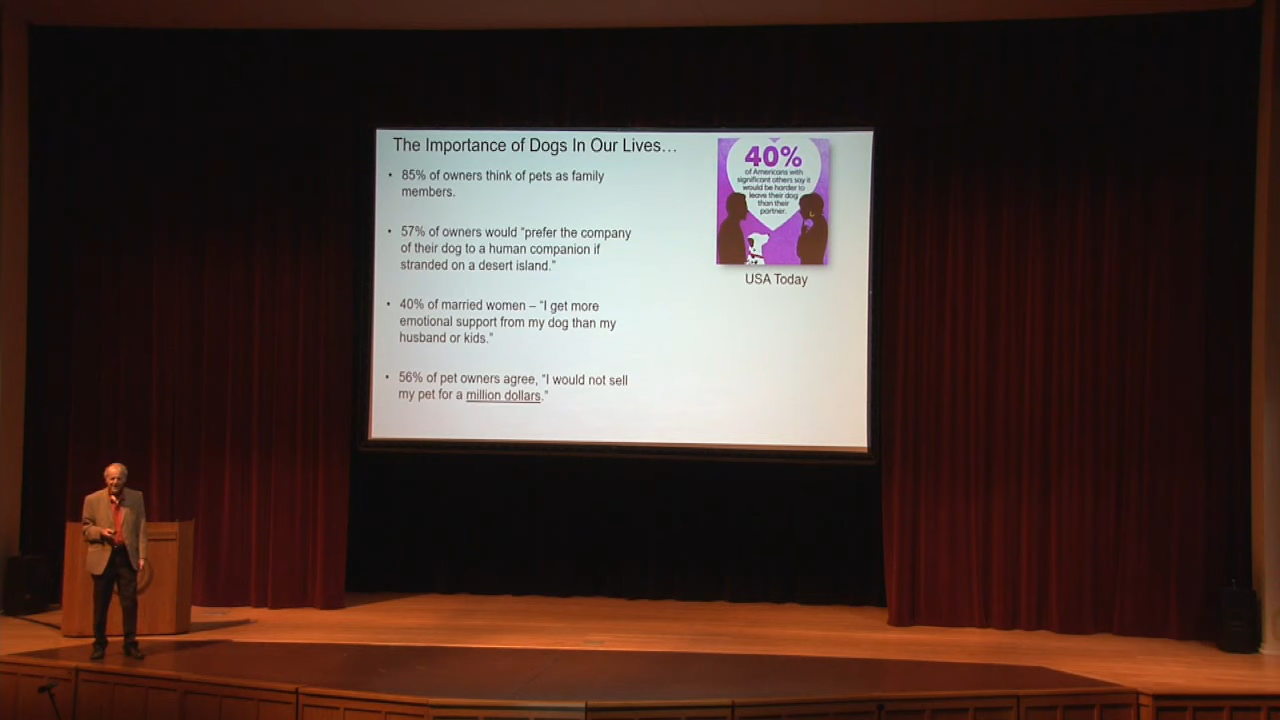 The Importance of Dogs In Our Lives…
• 85% of owners think of pets as family
members.
• 57% of owners would “prefer the company
of their dog to a human companion if
stranded on a desert island.”
• 40% of married women – “I get more
emotional support from my dog than my
husband or kids.”
• 56% of pet owners agree, “I would not sell
my pet for a million dollars.”
40%
of Americans with
significant others say it
would be harder to
leave their dog
than their
partner.
USA Today